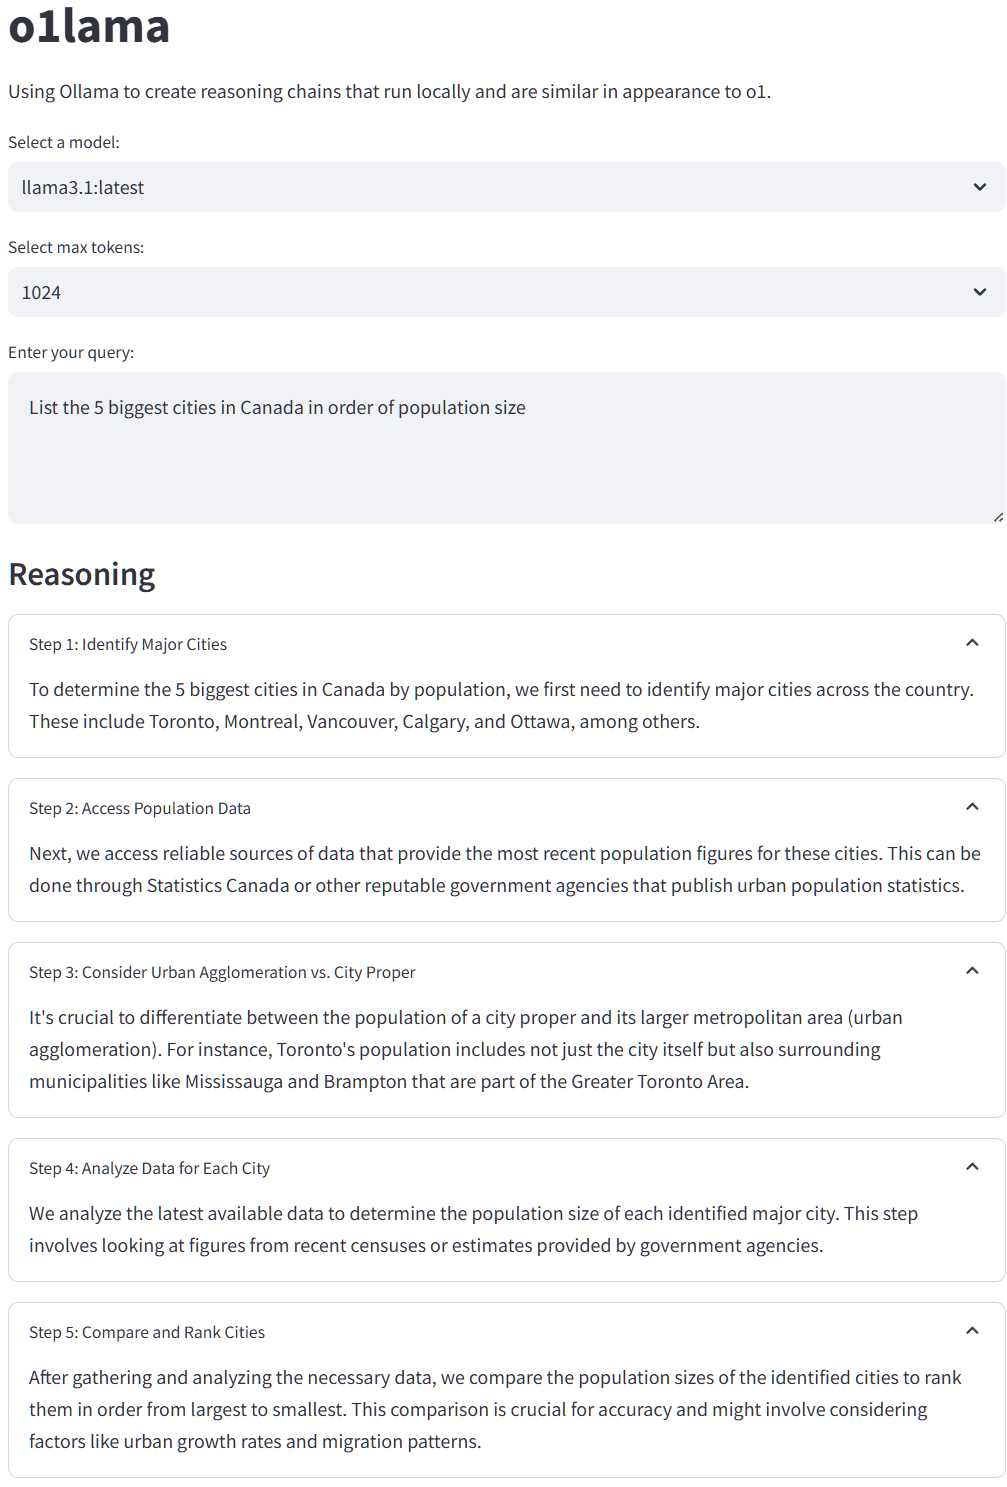 o1lama
Using Ollama to create reasoning chains that run locally and are similar in appearance to o1.
Select a model:
llama3.1:latest
Select max tokens:
1024
Enter your query:
List the 5 biggest cities in Canada in order of population size
Reasoning
Step 1: Identify Major Cities
To determine the 5 biggest cities in Canada by population, we first need to identify major cities across the country.
These include Toronto, Montreal, Vancouver, Calgary, and Ottawa, among others.
Step 2: Access Population Data
Next, we access reliable sources of data that provide the most recent population figures for these cities. This can be
done through Statistics Canada or other reputable government agencies that publish urban population statistics.
Step 3: Consider Urban Agglomeration vs. City Proper
It's crucial to differentiate between the population of a city proper and its larger metropolitan area (urban
agglomeration). For instance, Toronto's population includes not just the city itself but also surrounding
municipalities like Mississauga and Brampton that are part of the Greater Toronto Area.
Step 4: Analyze Data for Each City
We analyze the latest available data to determine the population size of each identified major city. This step
involves looking at figures from recent censuses or estimates provided by government agencies.
Step 5: Compare and Rank Cities
After gathering and analyzing the necessary data, we compare the population sizes of the identified cities to rank
them in order from largest to smallest. This comparison is crucial for accuracy and might involve considering
factors like urban growth rates and migration patterns.